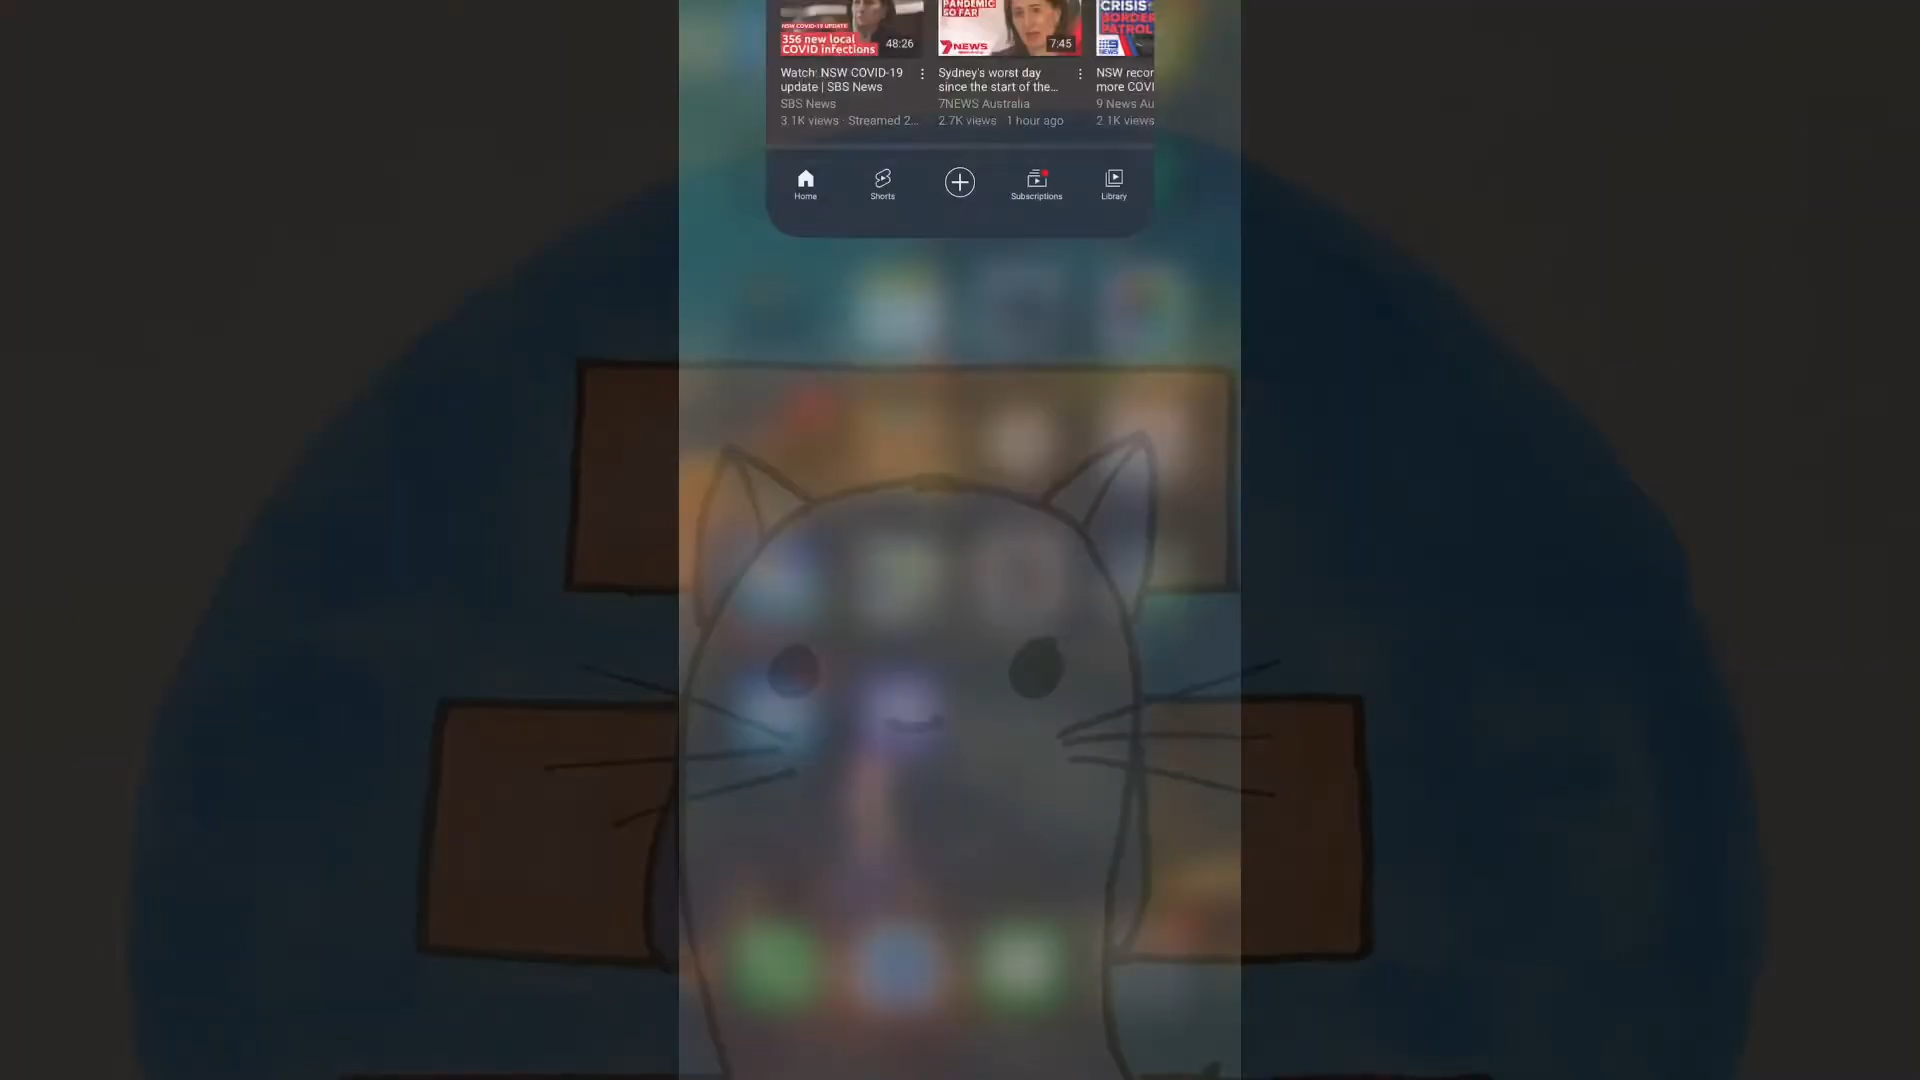 PANDEMIC
SO FAR
CRISIS
BORDER
PATROL
NSW COVID-19 UPDATE
356 new local
COVID infections
48:26
7NEWS
7:45
9
NEWS
Watch: NSW COVID-19
update | SBS News
SBS News
3.1K views · Streamed 2...
Sydney's worst day
since the start of the...
7NEWS Australia
2.7K views · 1 hour ago
NSW recor
more COVI
9 News Au
2.1K views
Home
Shorts
Subscriptions
Library